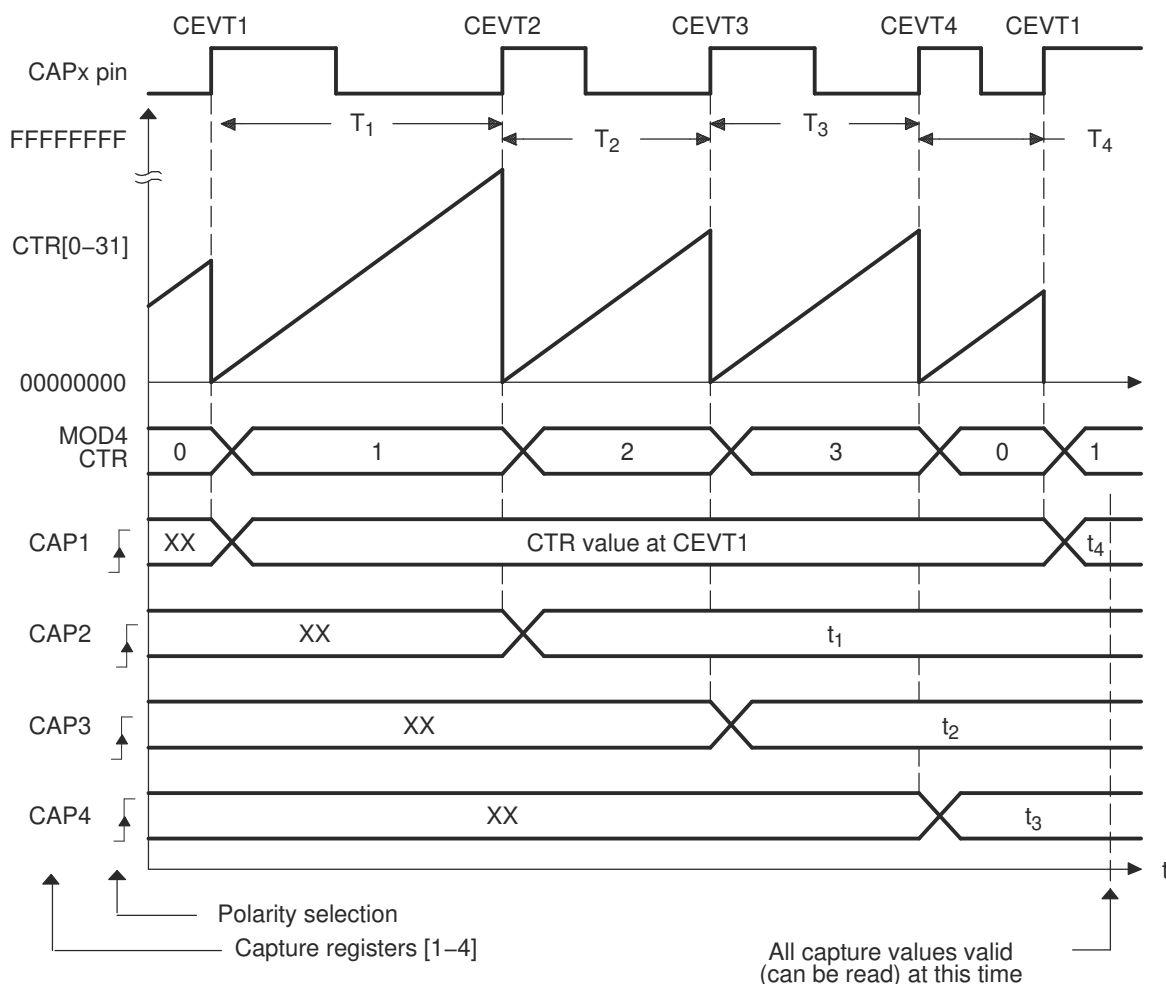 CEVT1 CEVT2 CEVT3 CEVT4 CEVT1
CAPx pin
T1 T2 T3 T4
FFFFFFFF
CTR[0−31]
00000000
MOD4
CTR
0 1 2 3 0 1
CAP1 XX CTR value at CEVT1 t4
CAP2 XX t1
CAP3 XX t2
CAP4 XX t3
t
Polarity selection
Capture registers [1−4]
All capture values valid
(can be read) at this time